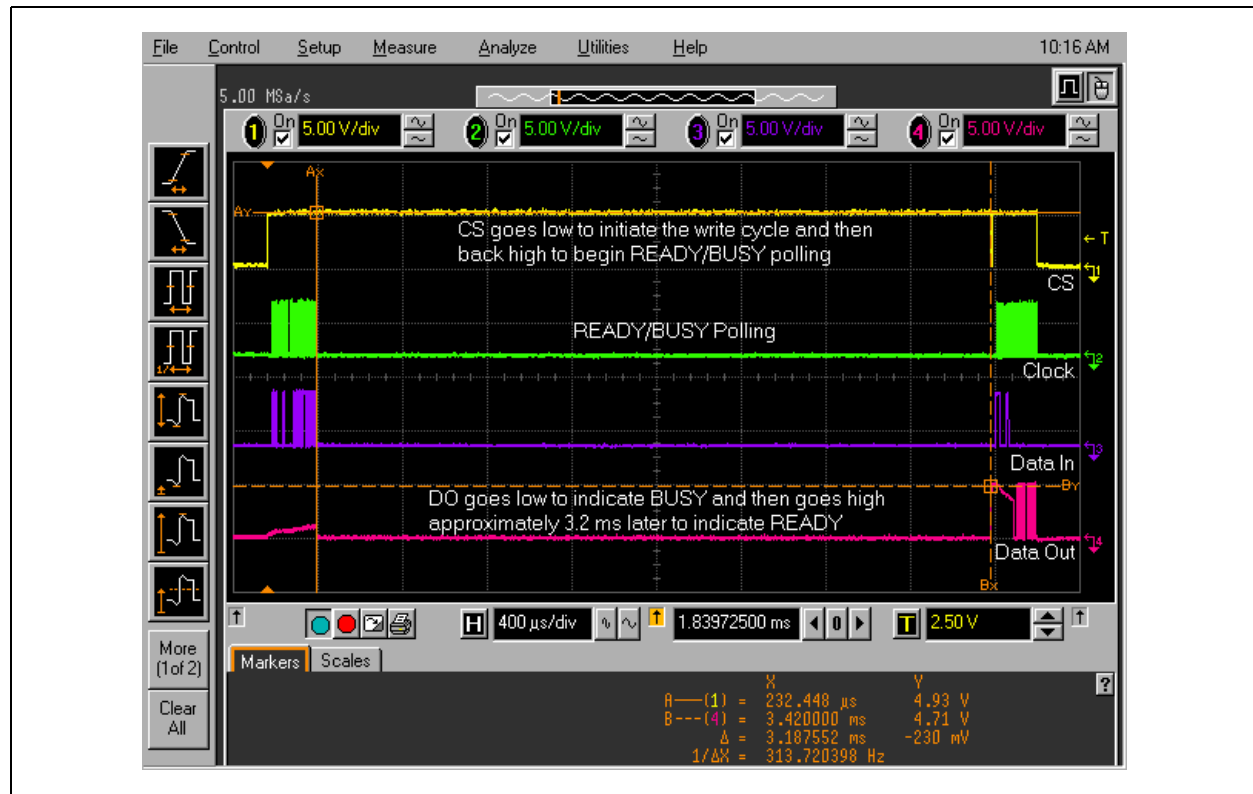 File Control Setup Measure Analyze Utilities Help 10:16 AM
5.00 MSa/s
1 On 5.00 V/div 2 On 5.00 V/div 3 On 5.00 V/div 4 On 5.00 V/div
Ax
Ay
CS goes low to initiate the write cycle and then
back high to begin READY/BUSY polling
T
1
CS
READY/BUSY Polling
2
Clock
3
Data In
By
DO goes low to indicate BUSY and then goes high
approximately 3.2 ms later to indicate READY
4
Data Out
Bx
H 400 µs/div 1.83972500 ms 0 T 2.50 V
More
(1of 2)
Clear
All
Markers Scales
?
X Y
A---(1) = 232.448 µs 4.93 V
B---(4) = 3.420000 ms 4.71 V
Δ = 3.187552 ms -230 mV
1/ΔX = 313.720398 Hz